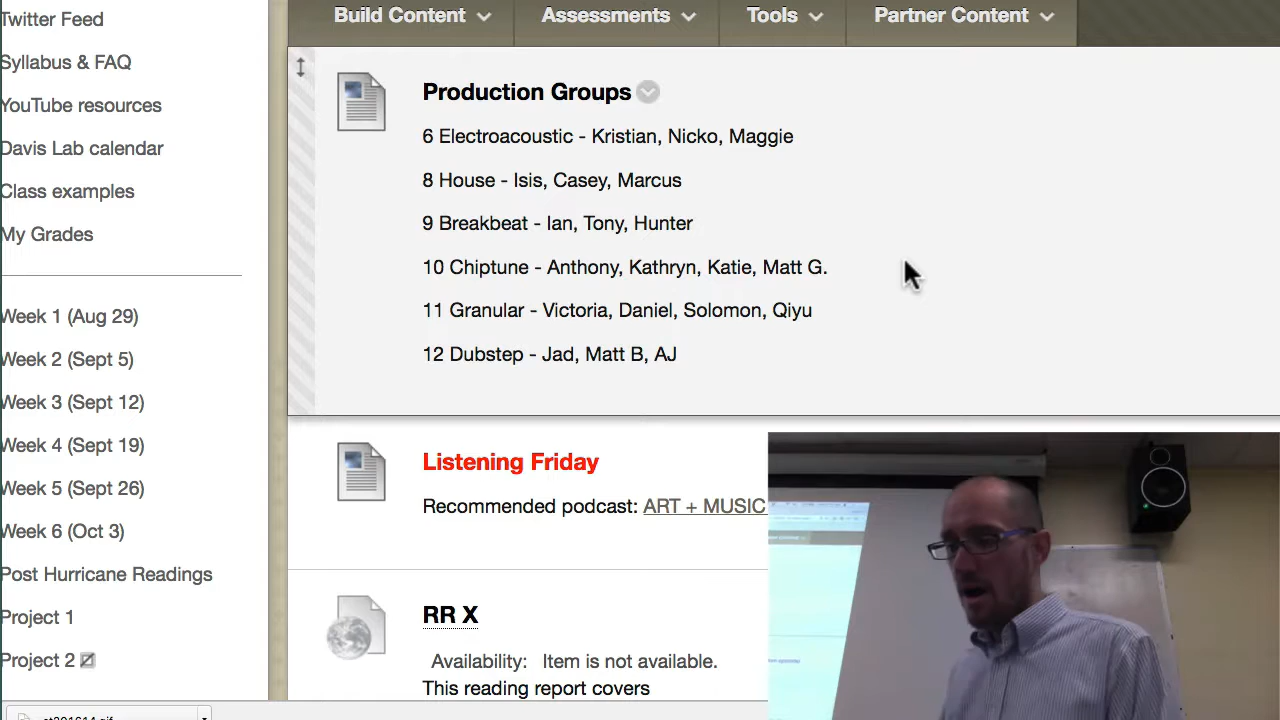 Build Content
Assessments
Tools
Partner Content
Twitter Feed
Syllabus & FAQ
YouTube resources
Davis Lab calendar
Class examples
My Grades
Week 1 (Aug 29)
Week 2 (Sept 5)
Week 3 (Sept 12)
Week 4 (Sept 19)
Week 5 (Sept 26)
Week 6 (Oct 3)
Post Hurricane Readings
Project 1
Project 2
Production Groups
6 Electroacoustic - Kristian, Nicko, Maggie
8 House - Isis, Casey, Marcus
9 Breakbeat - Ian, Tony, Hunter
10 Chiptune - Anthony, Kathryn, Katie, Matt G.
11 Granular - Victoria, Daniel, Solomon, Qiyu
12 Dubstep - Jad, Matt B, AJ
Listening Friday
Recommended podcast: ART + MUSIC
RR X
Availability: Item is not available.
This reading report covers